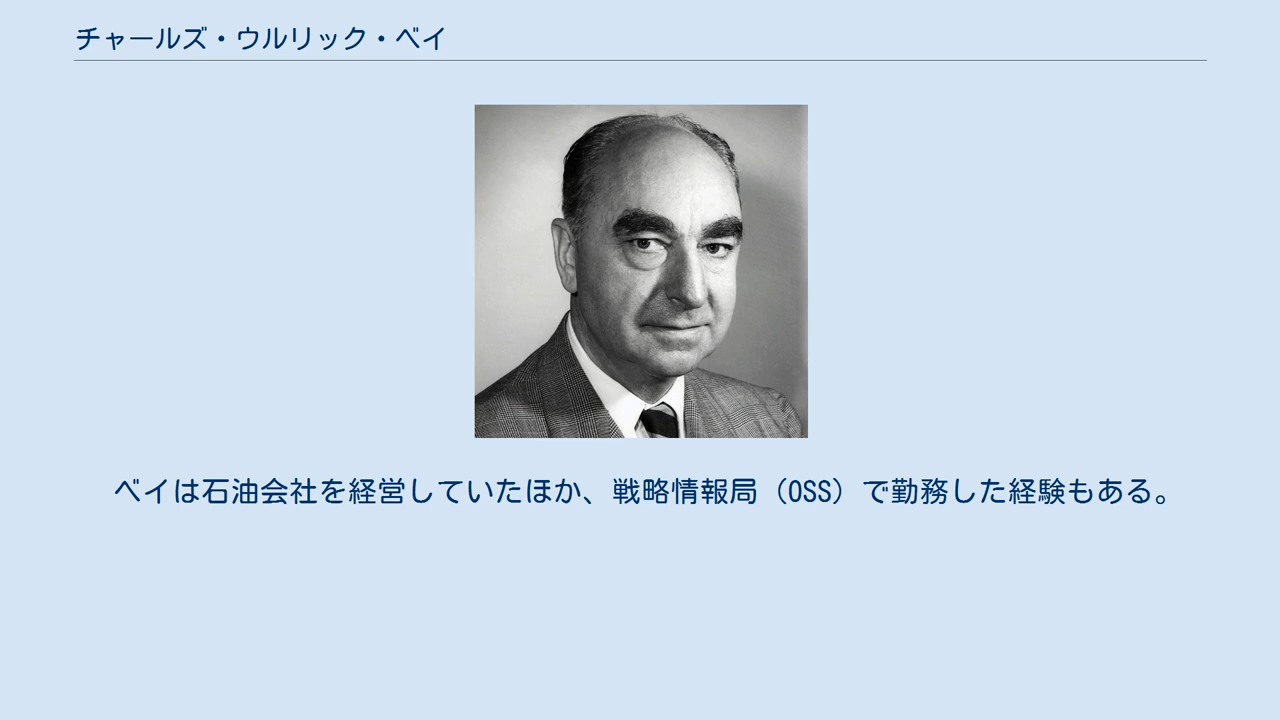 チャールズ・ウルリック・ベイ
ベイは石油会社を経営していたほか、戦略情報局（OSS）で勤務した経験もある。